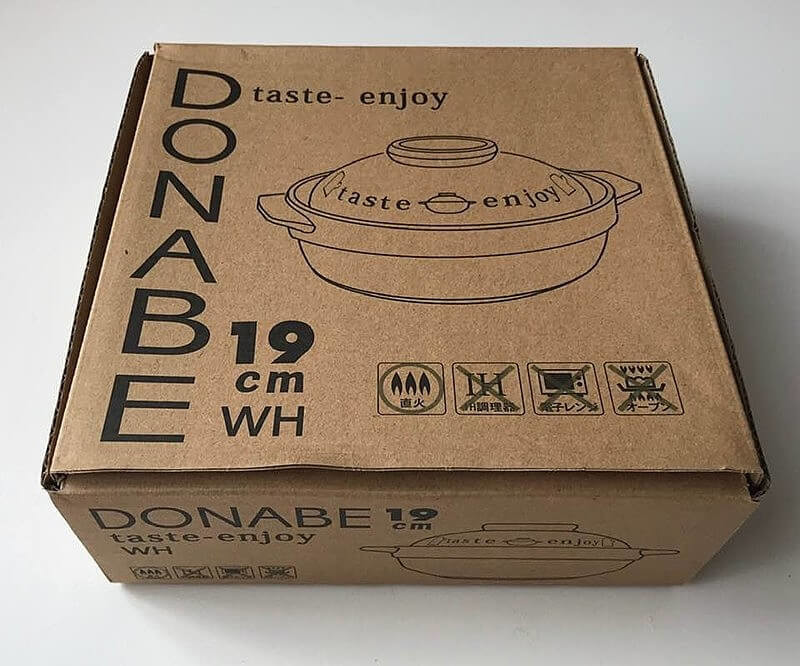 DONABE
taste- enjoy
taste enjoy
19
cm
WH
直火
IH
IH調理器
電子レンジ
オーブン
DONABE 19
cm
taste-enjoy
WH
taste enjoy